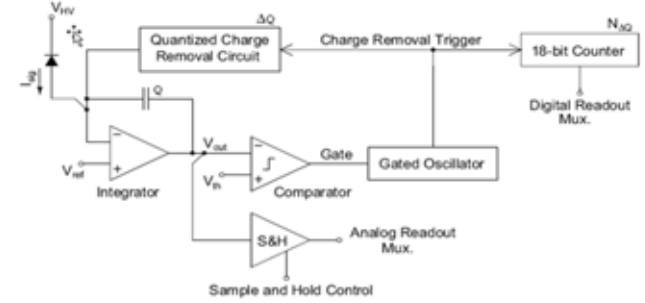 V_HV
ΔQ
N_ΔQ
Quantized Charge
Removal Circuit
Charge Removal Trigger
18-bit Counter
I_sig
Q
Digital Readout
Mux.
−
+
V_ref
Integrator
V_out
−
+
V_th
Comparator
Gate
Gated Oscillator
S&H
Analog Readout
Mux.
Sample and Hold Control